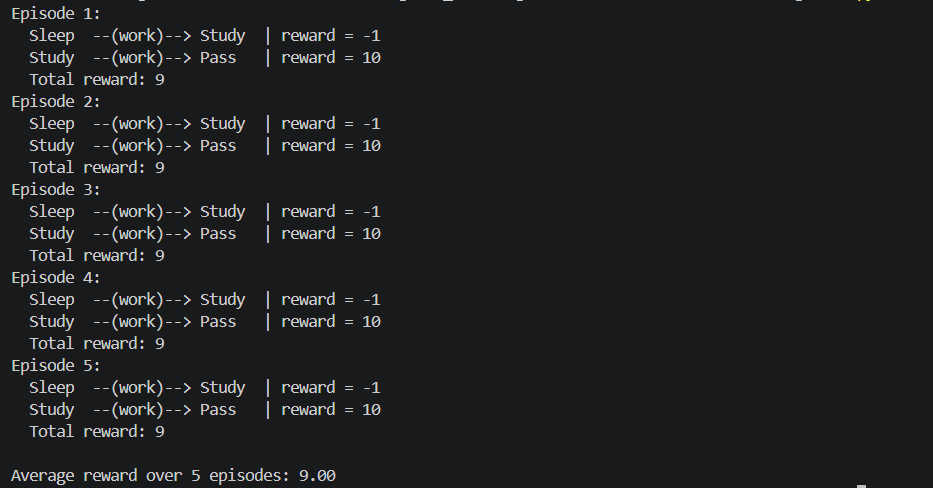 Episode 1:
  Sleep  --(work)--> Study  | reward = -1
  Study  --(work)--> Pass   | reward = 10
  Total reward: 9
Episode 2:
  Sleep  --(work)--> Study  | reward = -1
  Study  --(work)--> Pass   | reward = 10
  Total reward: 9
Episode 3:
  Sleep  --(work)--> Study  | reward = -1
  Study  --(work)--> Pass   | reward = 10
  Total reward: 9
Episode 4:
  Sleep  --(work)--> Study  | reward = -1
  Study  --(work)--> Pass   | reward = 10
  Total reward: 9
Episode 5:
  Sleep  --(work)--> Study  | reward = -1
  Study  --(work)--> Pass   | reward = 10
  Total reward: 9

Average reward over 5 episodes: 9.00